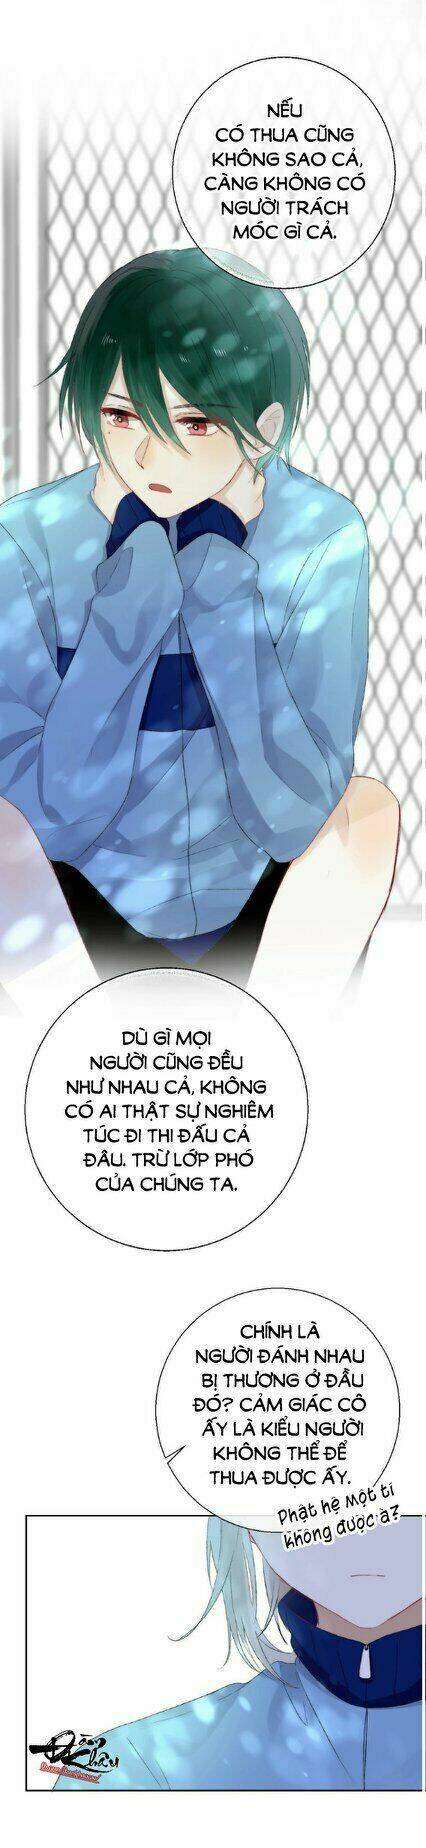 NẾU
CÓ THUA CŨNG
KHÔNG SAO CẢ,
CÀNG KHÔNG CÓ
NGƯỜI TRÁCH
MÓC GÌ CẢ.
DÙ GÌ MỌI
NGƯỜI CŨNG ĐỀU
NHƯ NHAU CẢ, KHÔNG
CÓ AI THẬT SỰ NGHIÊM
TÚC ĐI THI ĐẤU CẢ
ĐÂU. TRỪ LỚP PHÓ
CỦA CHÚNG TA.
CHÍNH LÀ
NGƯỜI ĐÁNH NHAU
BỊ THƯƠNG Ở ĐẦU
ĐÓ? CẢM GIÁC CÔ
ẤY LÀ KIỂU NGƯỜI
KHÔNG THỂ ĐỂ
THUA ĐƯỢC ẤY.
Phật hệ một tí
không được à?